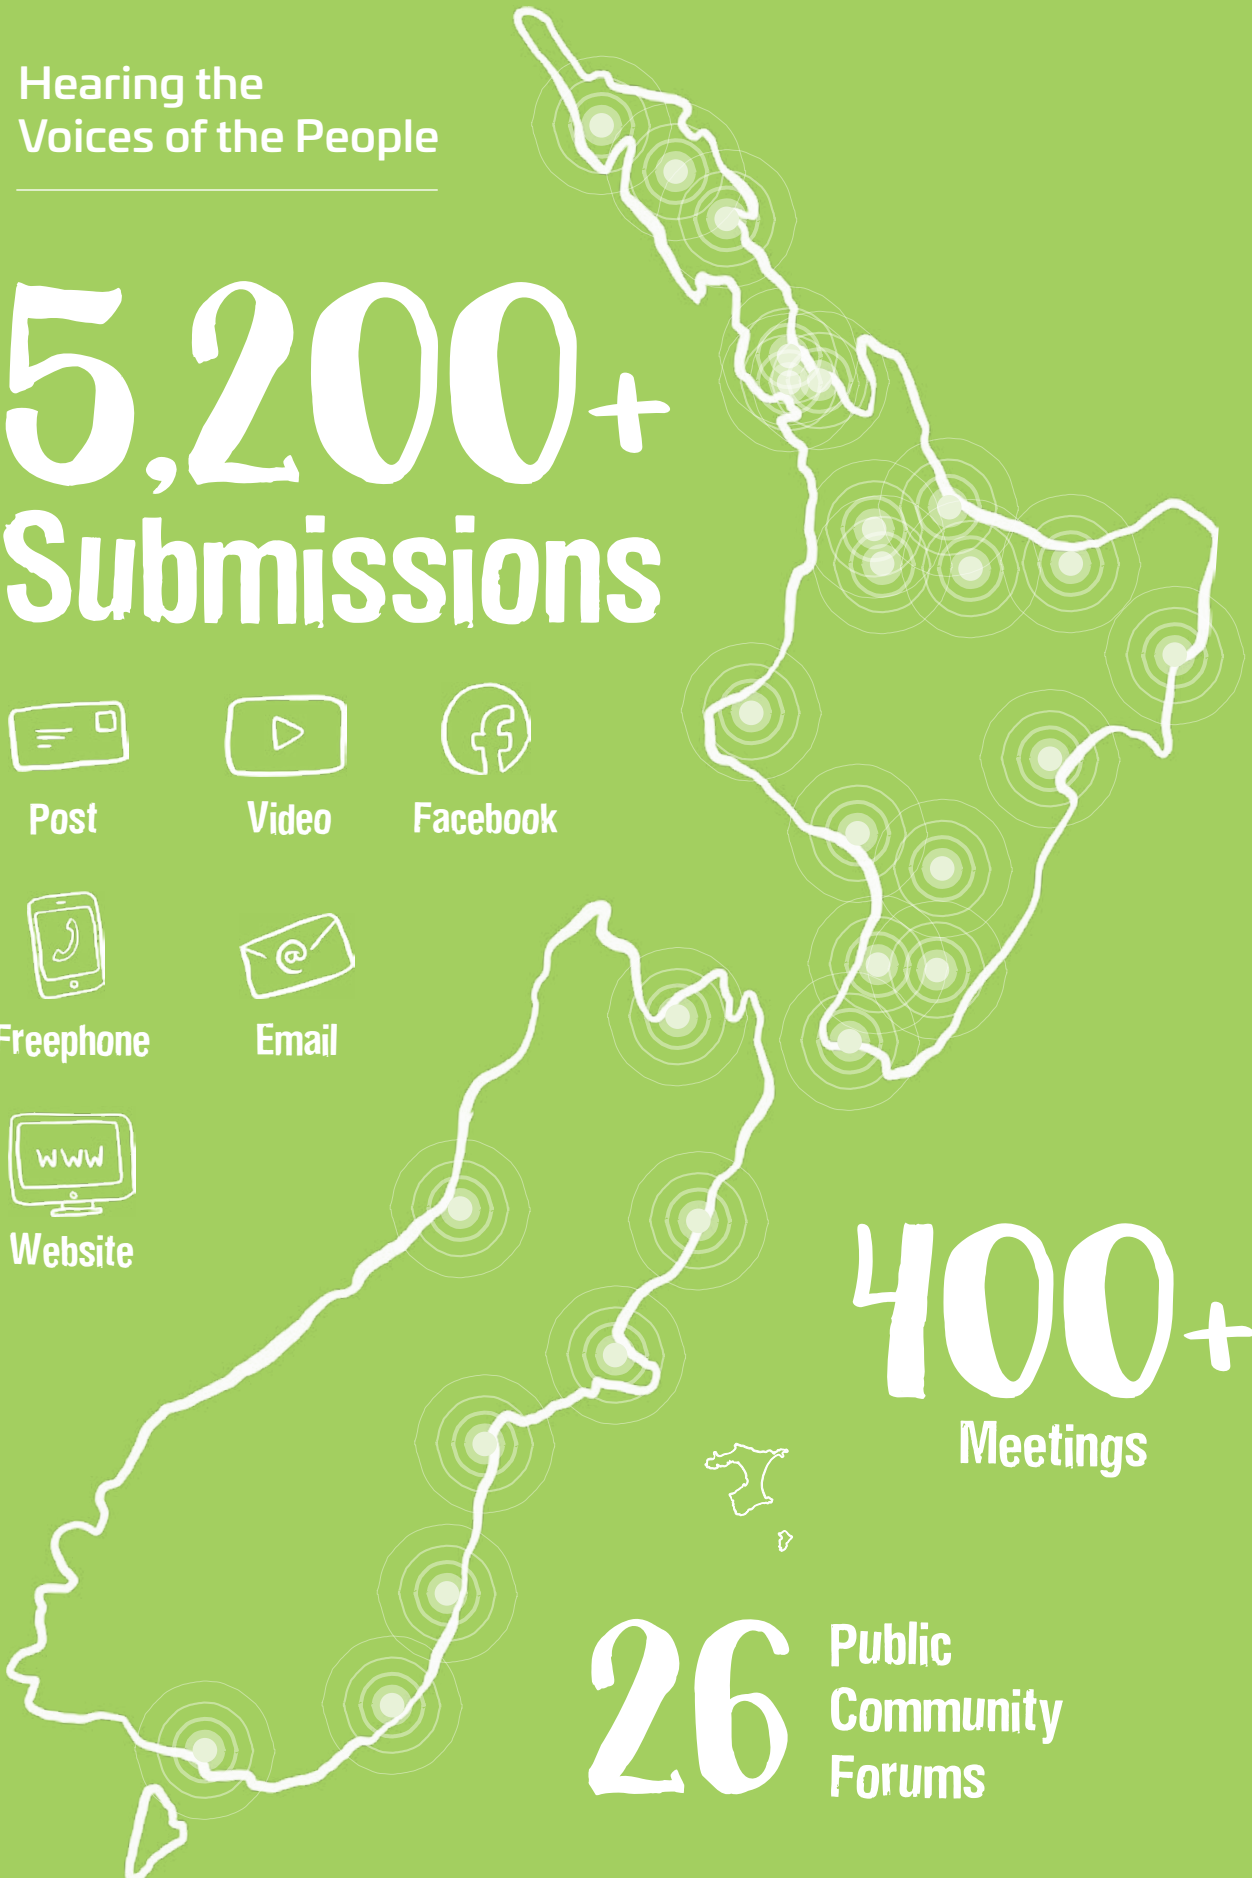 Hearing the
Voices of the People
5,200+
Submissions
Post
Video
Facebook
Freephone
@
Email
www
Website
400+
Meetings
26
Public
Community
Forums